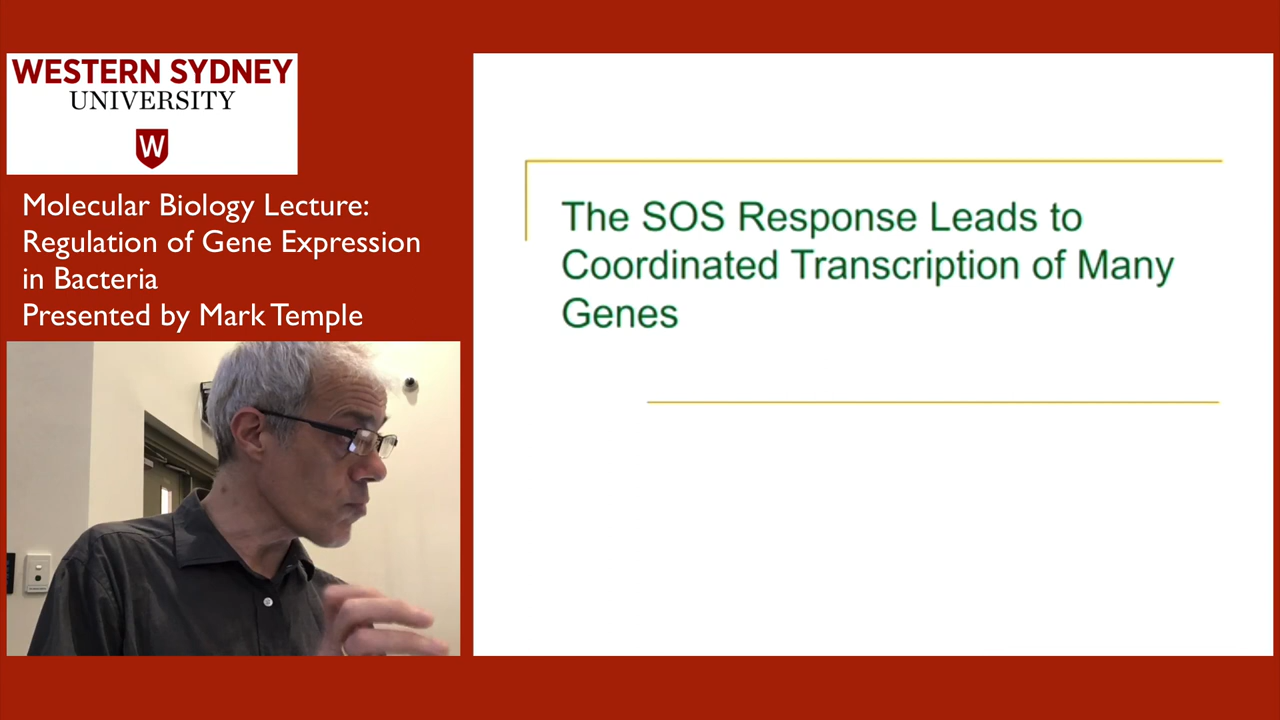 WESTERN SYDNEY
UNIVERSITY
W
Molecular Biology Lecture:
Regulation of Gene Expression
in Bacteria
Presented by Mark Temple
The SOS Response Leads to
Coordinated Transcription of Many
Genes